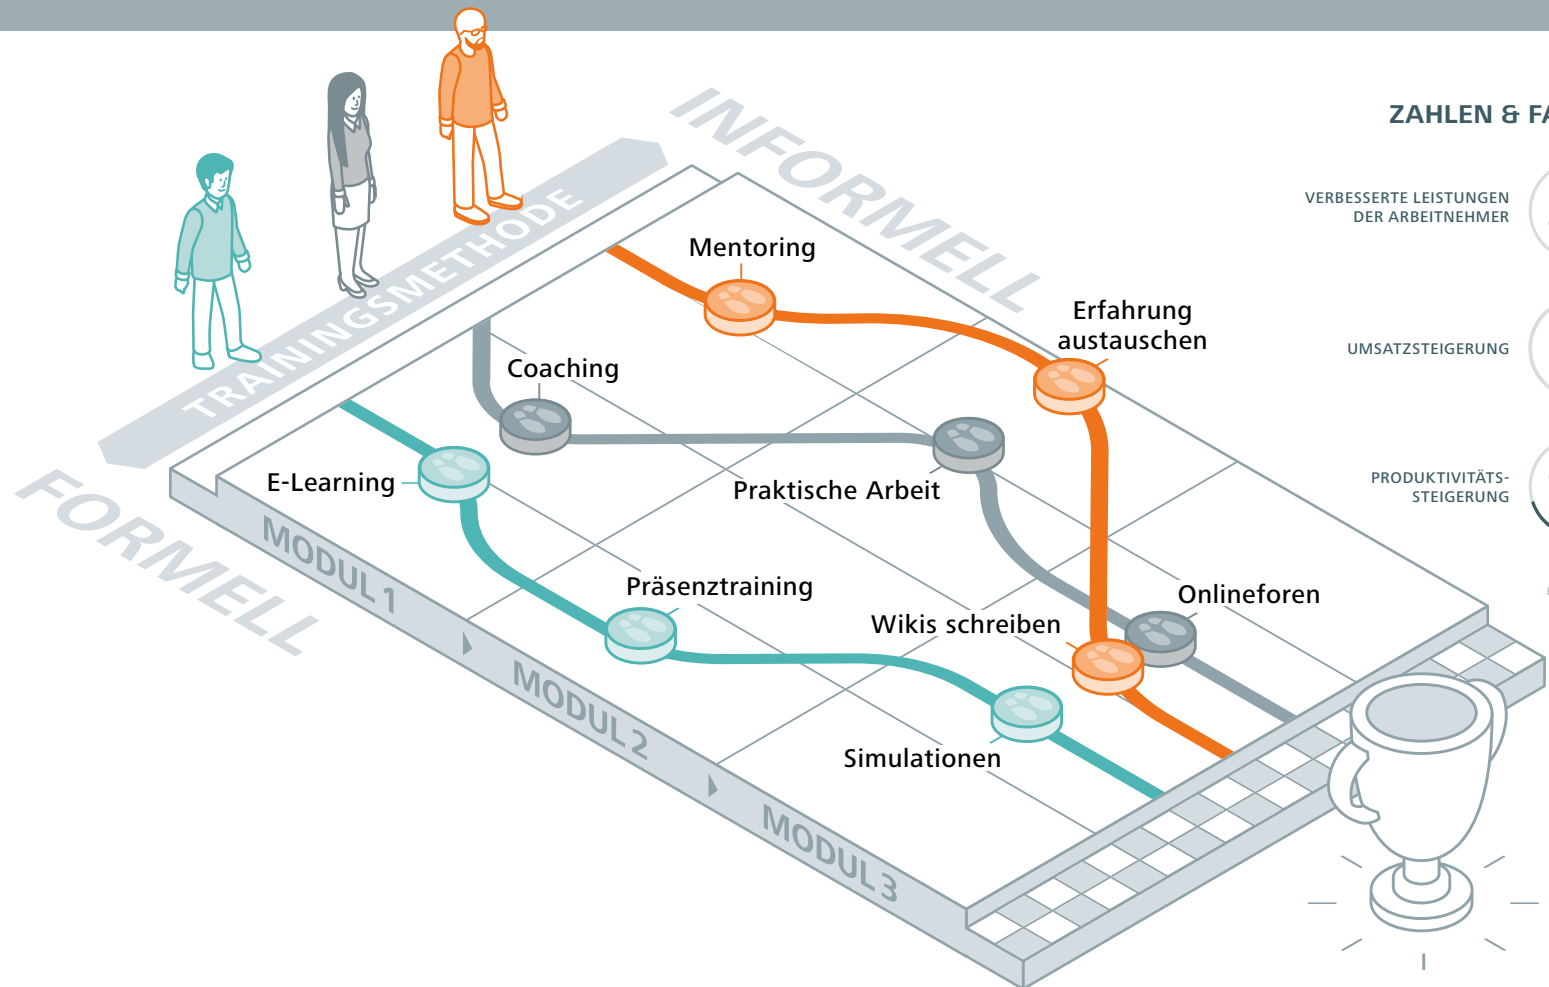 INFORMELL
TRAININGSMETHODE
FORMELL
Mentoring
Erfahrung
austauschen
Coaching
E-Learning
Praktische Arbeit
Präsenztraining
Onlineforen
Wikis schreiben
Simulationen
MODUL 1
MODUL 2
MODUL 3
ZAHLEN &
VERBESSERTE LEISTUNGEN
DER ARBEITNEHMER
UMSATZSTEIGERUNG
PRODUKTIVITÄTS-
STEIGERUNG